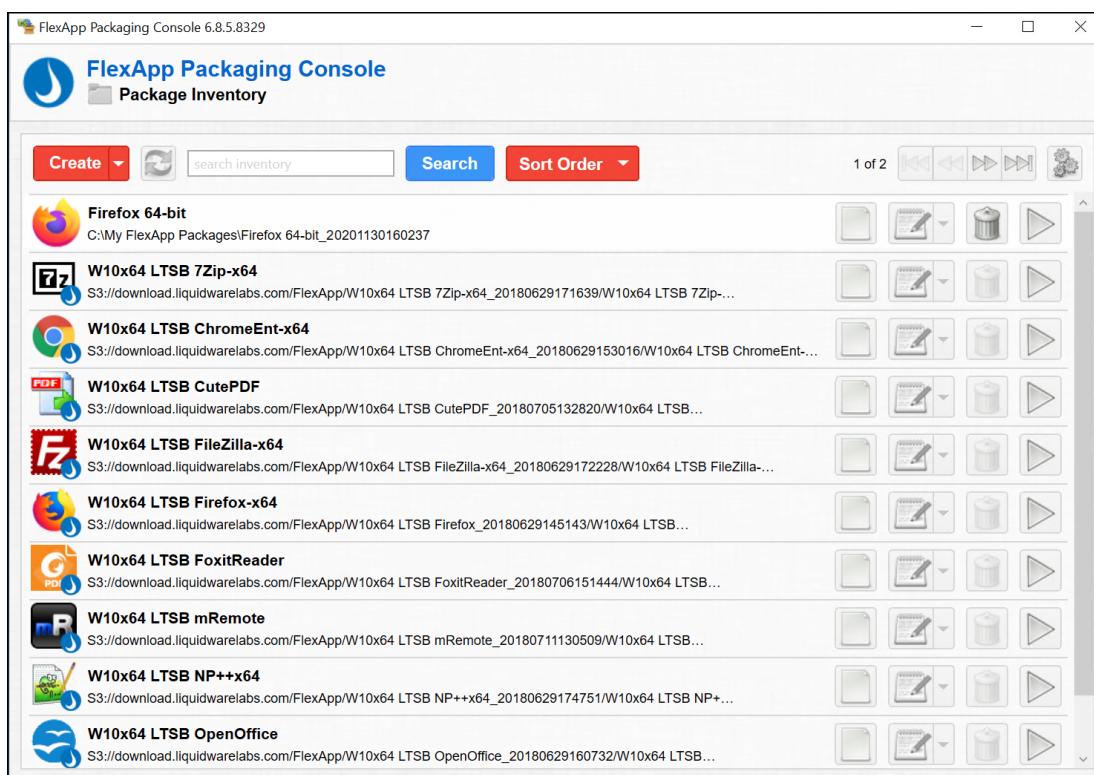 FlexApp Packaging Console 6.8.5.8329
FlexApp Packaging Console
Package Inventory
Create search inventory Search Sort Order 1 of 2
Firefox 64-bit
C:\My FlexApp Packages\Firefox 64-bit_20201130160237
7z
W10x64 LTSB 7Zip-x64
S3://download.liquidwarelabs.com/FlexApp/W10x64 LTSB 7Zip-x64_20180629171639/W10x64 LTSB 7Zip-...
W10x64 LTSB ChromeEnt-x64
S3://download.liquidwarelabs.com/FlexApp/W10x64 LTSB ChromeEnt-x64_20180629153016/W10x64 LTSB ChromeEnt-...
PDF
W10x64 LTSB CutePDF
S3://download.liquidwarelabs.com/FlexApp/W10x64 LTSB CutePDF_20180705132820/W10x64 LTSB...
FZ
W10x64 LTSB FileZilla-x64
S3://download.liquidwarelabs.com/FlexApp/W10x64 LTSB FileZilla-x64_20180629172228/W10x64 LTSB FileZilla-...
W10x64 LTSB Firefox-x64
S3://download.liquidwarelabs.com/FlexApp/W10x64 LTSB Firefox_20180629145143/W10x64 LTSB...
W10x64 LTSB FoxitReader
S3://download.liquidwarelabs.com/FlexApp/W10x64 LTSB FoxitReader_20180706151444/W10x64 LTSB...
mR
W10x64 LTSB mRemote
S3://download.liquidwarelabs.com/FlexApp/W10x64 LTSB mRemote_20180711130509/W10x64 LTSB...
W10x64 LTSB NP++x64
S3://download.liquidwarelabs.com/FlexApp/W10x64 LTSB NP++x64_20180629174751/W10x64 LTSB NP+...
W10x64 LTSB OpenOffice
S3://download.liquidwarelabs.com/FlexApp/W10x64 LTSB OpenOffice_20180629160732/W10x64 LTSB...